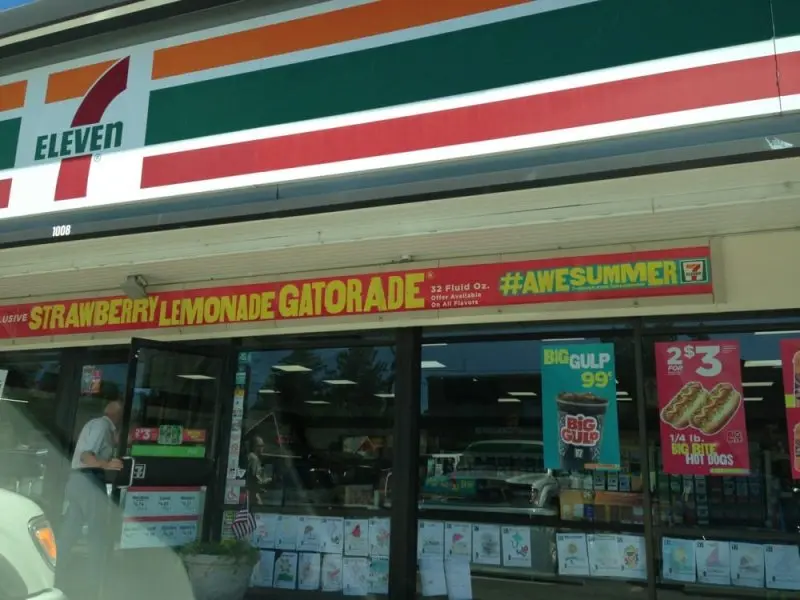 7
ELEVEn
1008
LUSIVE STRAWBERRY LEMONADE GATORADE
32 Fluid Oz.
Offer Available
On All Flavors
#AWESUMMER
BIG GULP
99¢
BIG
GULP
2 FOR $3
1/4 lb.
BIG BITE
HOT DOGS
$3